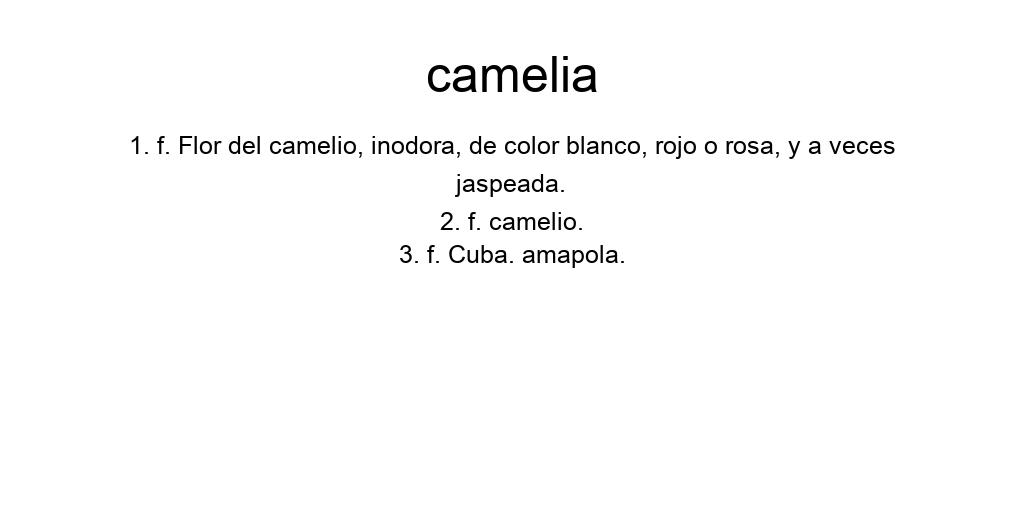 camelia
1. f. Flor del camelio, inodora, de color blanco, rojo o rosa, y a veces
jaspeada.
2. f. camelio.
3. f. Cuba. amapola.